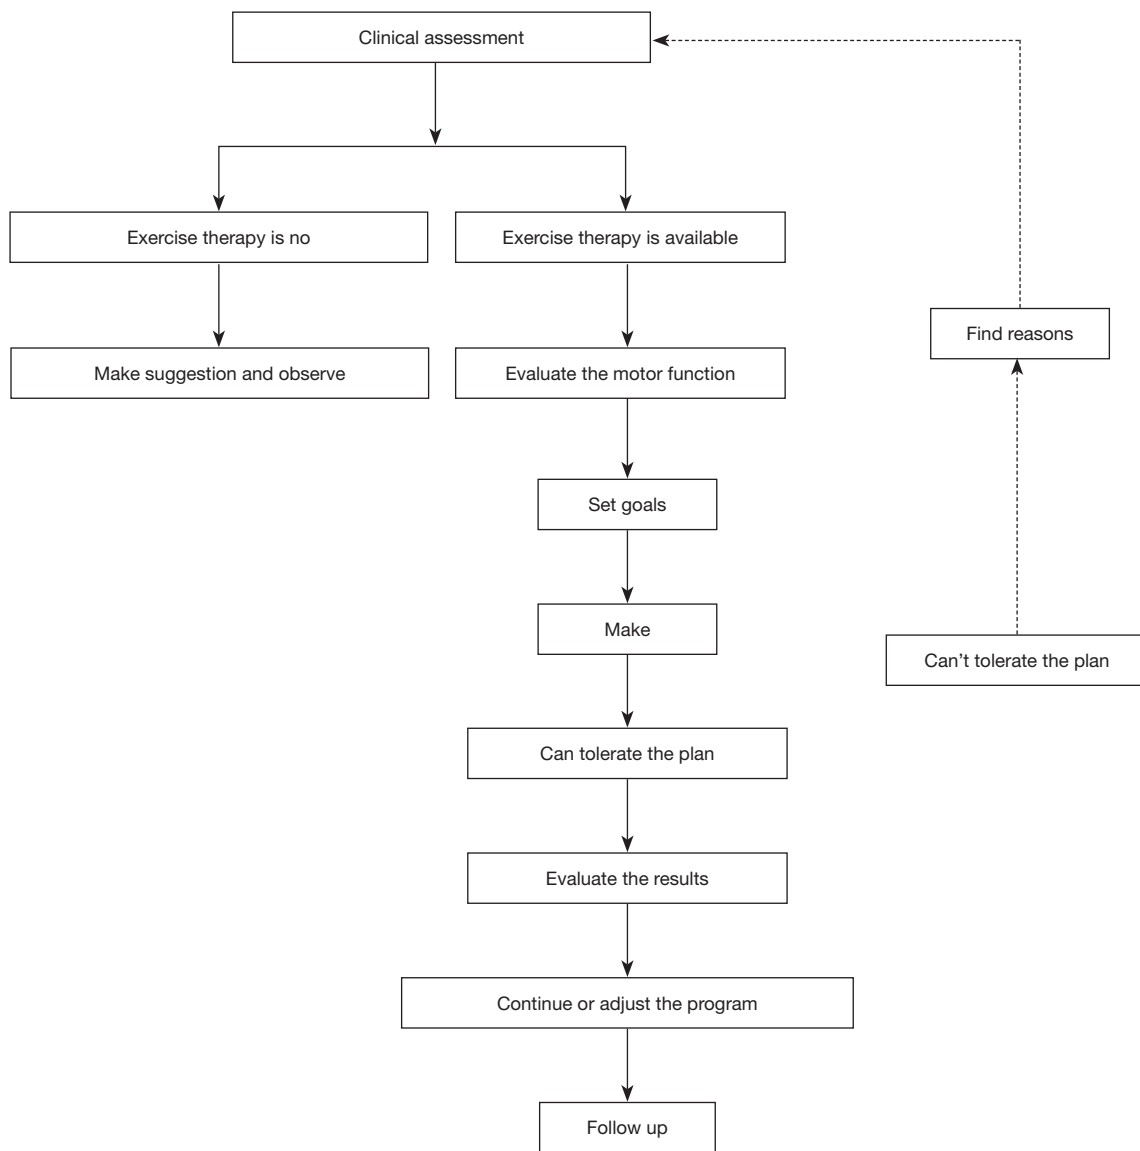 Clinical assessment
Exercise therapy is no
Exercise therapy is available
Find reasons
Make suggestion and observe
Evaluate the motor function
Set goals
Make
Can't tolerate the plan
Can tolerate the plan
Evaluate the results
Continue or adjust the program
Follow up